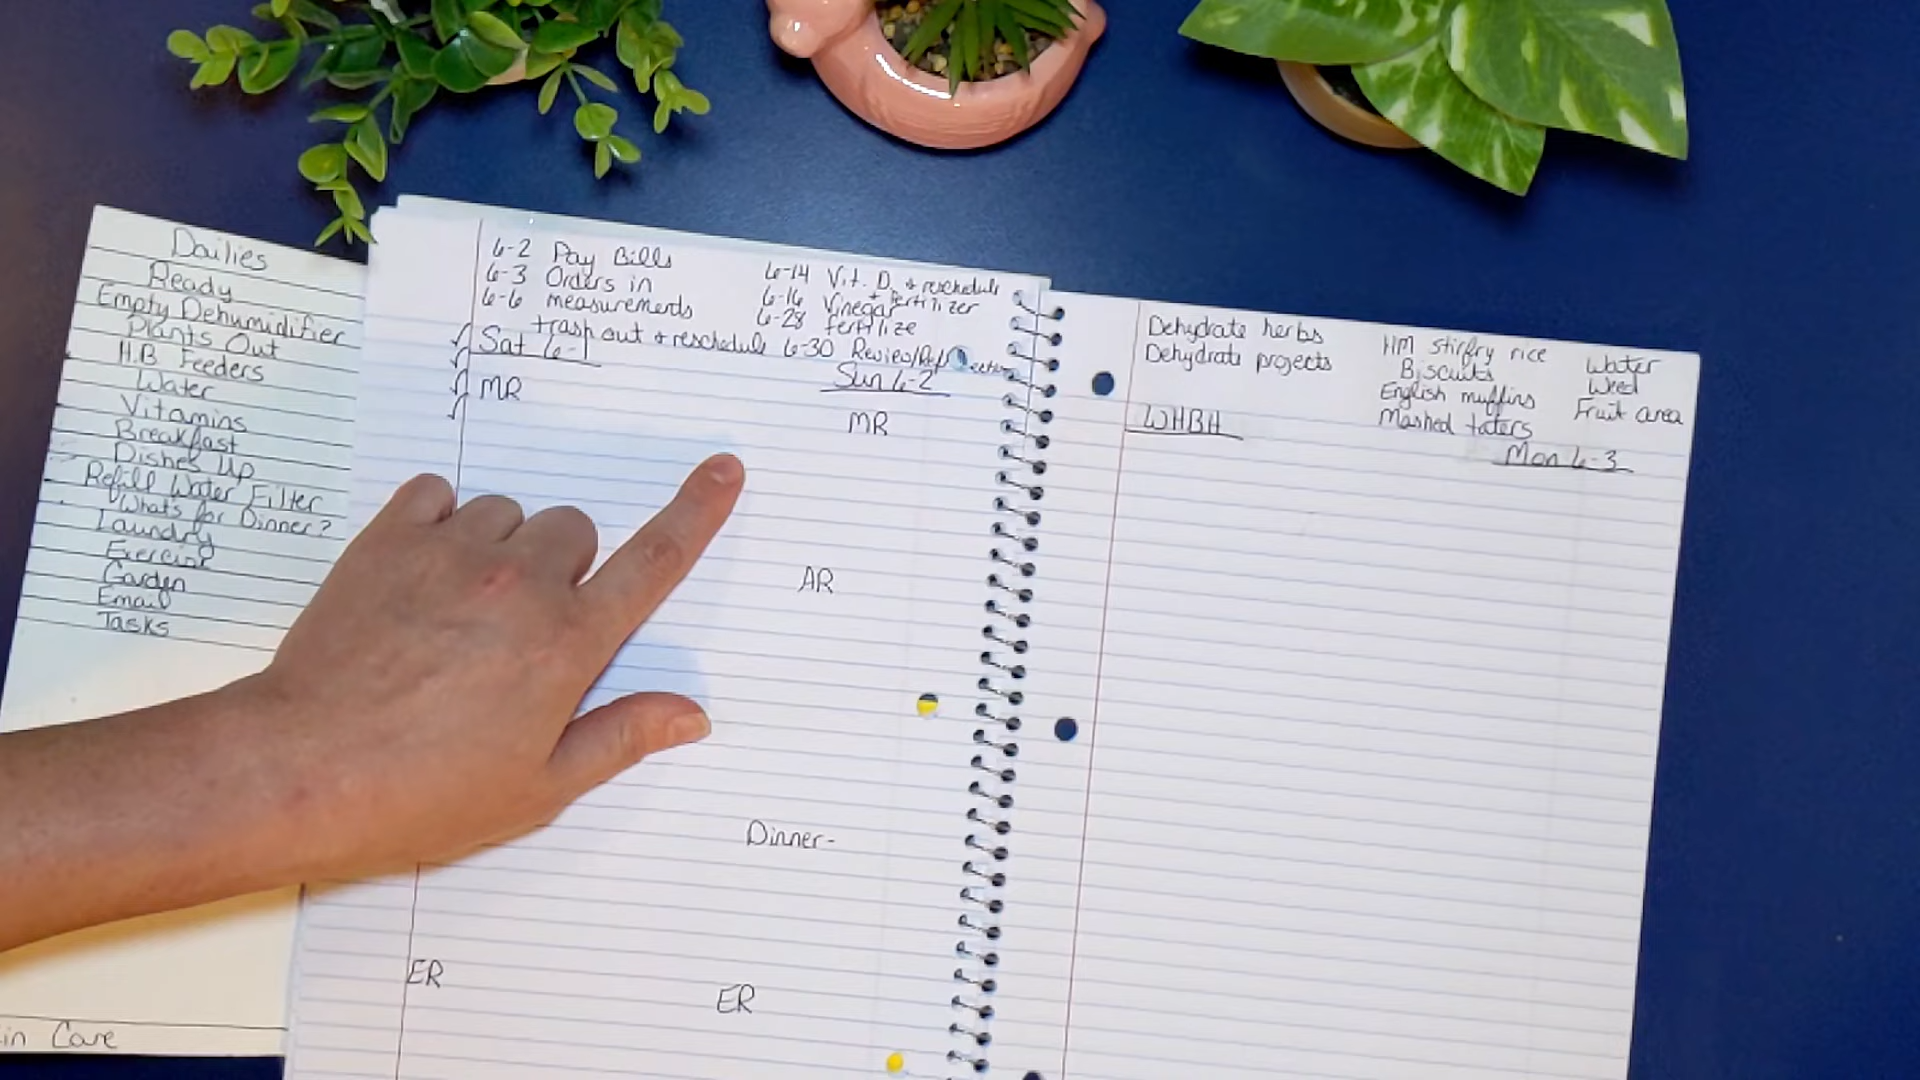 Dailies
Ready
Empty Dehumidifier
Plants Out
H.B Feeders
Water
Vitamins
Breakfast
Dishes Up
Refill Water Filter
Whats for Dinner?
Laundry
Exercise
Garden
Email
Tasks
in Care
6-2 Pay Bills
6-3 Orders in
6-6 measurements
trash out + reschedule
6-14 Vit. D. + reschedule
6-16 Vinegar + fertilizer
6-28 fertilize
6-30 Review/Ref
Sat 6-1
MR
ER
Sun 6-2
MR
AR
Dinner-
ER
Dehydrate herbs
Dehydrate projects
WHBH
HM stirfry rice
Biscuits
English muffins
Mashed taters
Water
Weed
Fruit area
Mon 6-3